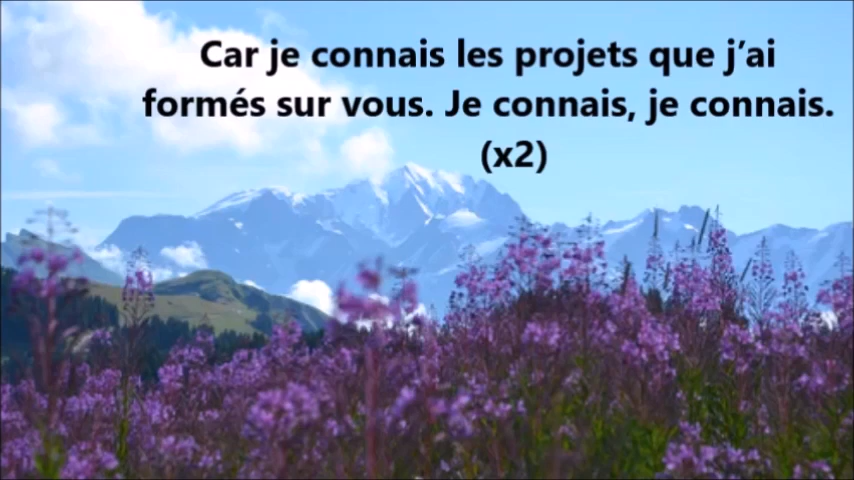 Car je connais les projets que j’ai
formés sur vous. Je connais, je connais.
(x2)